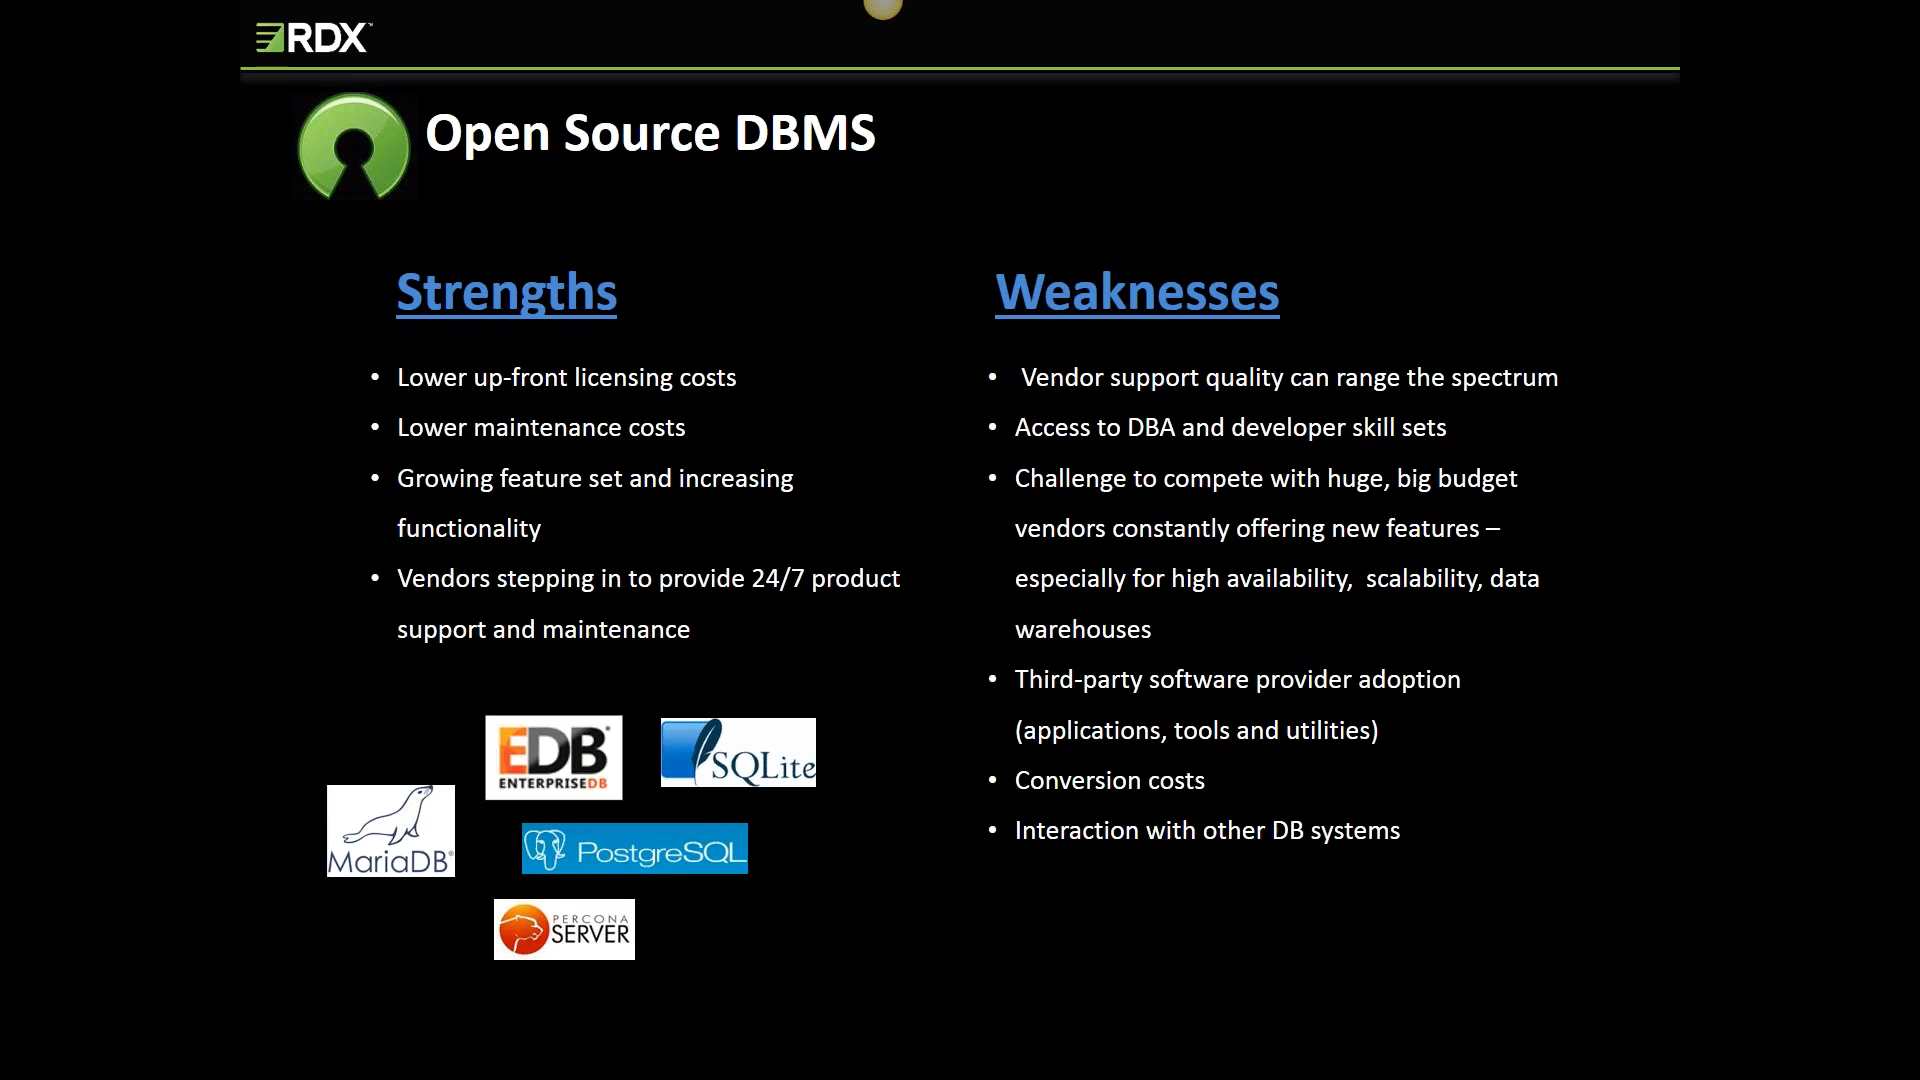 RDX™
Open Source DBMS
Strengths
• Lower up-front licensing costs
• Lower maintenance costs
• Growing feature set and increasing
functionality
• Vendors stepping in to provide 24/7 product
support and maintenance
EDB
ENTERPRISEDB
SQLite
MariaDB®
PostgreSQL
PERCONA
SERVER
Weaknesses
• Vendor support quality can range the spectrum
• Access to DBA and developer skill sets
• Challenge to compete with huge, big budget
vendors constantly offering new features –
especially for high availability, scalability, data
warehouses
• Third-party software provider adoption
(applications, tools and utilities)
• Conversion costs
• Interaction with other DB systems